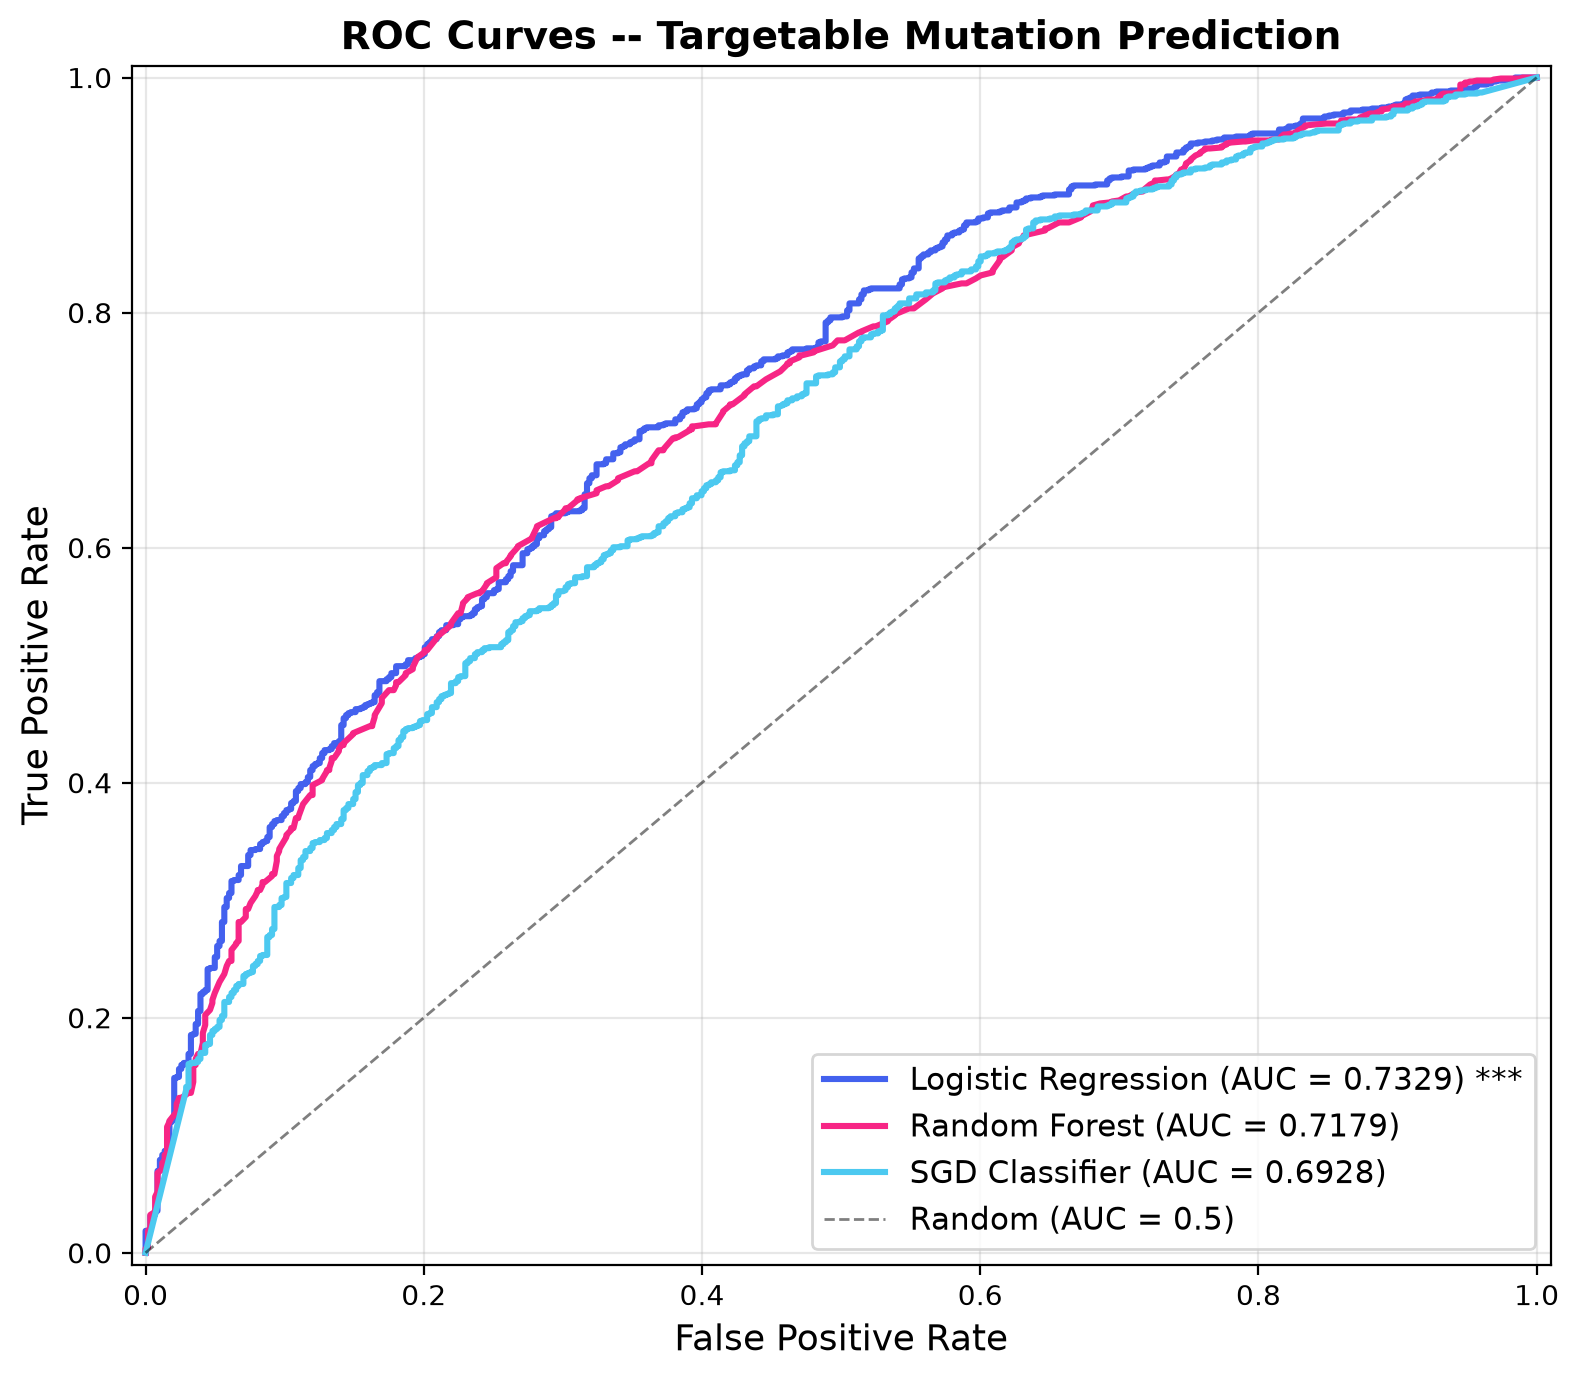 ROC Curves -- Targetable Mutation Prediction
True Positive Rate
1.0
0.8
0.6
0.4
0.2
0.0
Logistic Regression (AUC = 0.7329) ***
Random Forest (AUC = 0.7179)
SGD Classifier (AUC = 0.6928)
Random (AUC = 0.5)
0.0 0.2 0.4 0.6 0.8 1.0
False Positive Rate